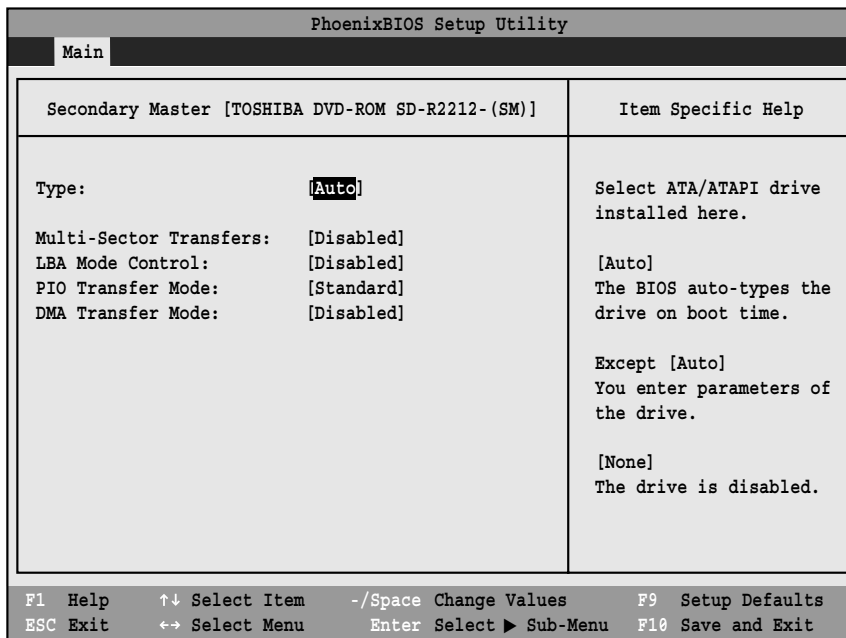 PhoenixBIOS Setup Utility
Main
Secondary Master [TOSHIBA DVD-ROM SD-R2212-(SM)]
Item Specific Help
Type: [Auto]
Multi-Sector Transfers: [Disabled]
LBA Mode Control: [Disabled]
PIO Transfer Mode: [Standard]
DMA Transfer Mode: [Disabled]
Select ATA/ATAPI drive
installed here.
[Auto]
The BIOS auto-types the
drive on boot time.
Except [Auto]
You enter parameters of
the drive.
[None]
The drive is disabled.
F1 Help ↑↓ Select Item -/Space Change Values F9 Setup Defaults
ESC Exit ←→ Select Menu Enter Select ▶ Sub-Menu F10 Save and Exit